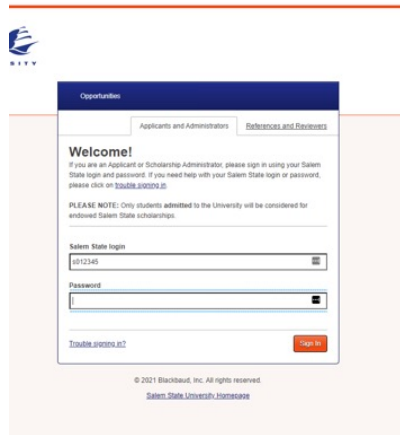 SITY
Opportunities
Applicants and Administrators References and Reviewers
Welcome!
If you are an Applicant or Scholarship Administrator, please sign in using your Salem
State login and password. If you need help with your Salem State login or password,
please click on trouble signing in.
PLEASE NOTE: Only students admitted to the University will be considered for
endowed Salem State scholarships.
Salem State login
s012345
Password
Trouble signing in? Sign In
© 2021 Blackbaud, Inc. All rights reserved.
Salem State University Homepage